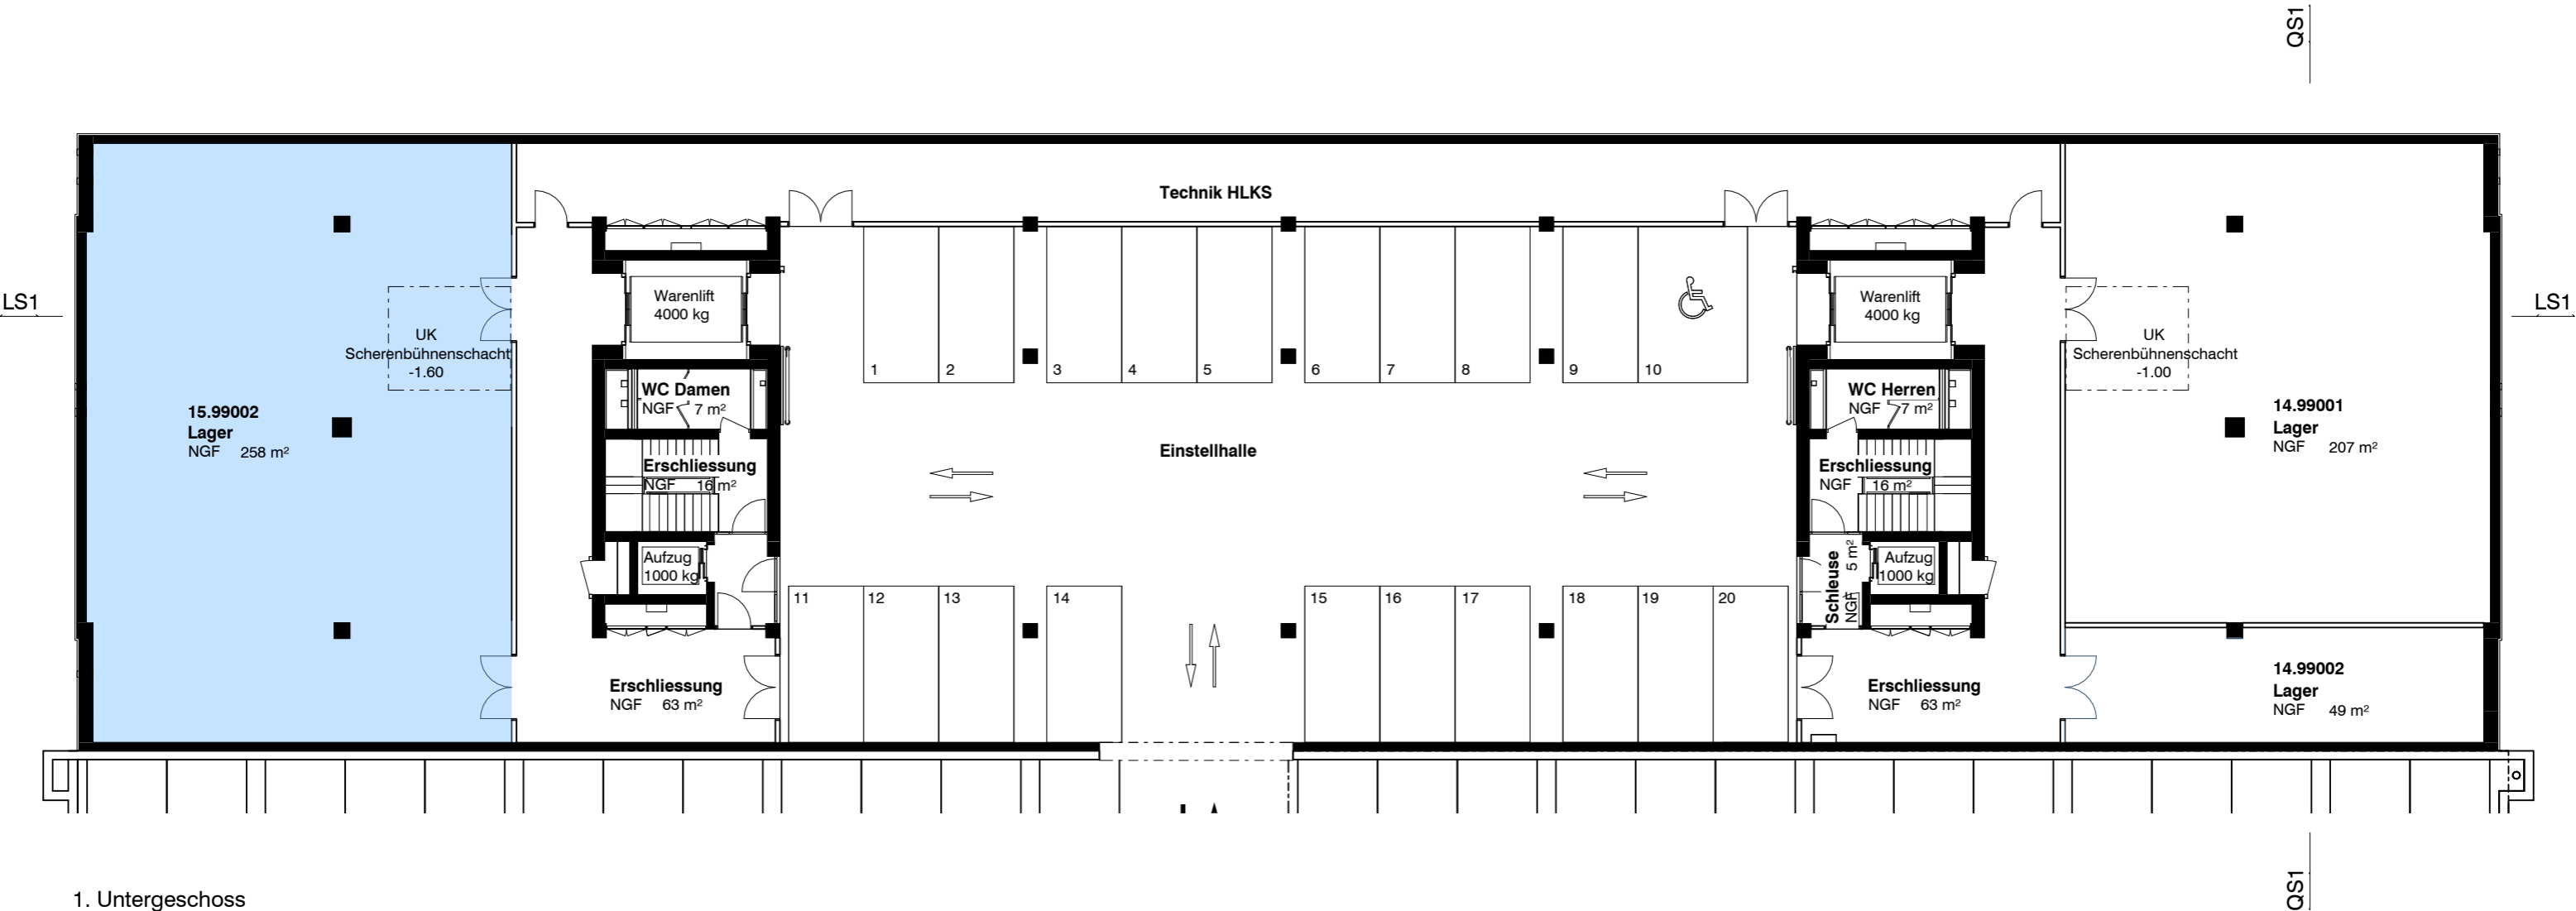 QS1
Technik HLKS
LS1
LS1
Warenlift
4000 kg
Warenlift
4000 kg
UK
Scherenbühnenschacht
-1.60
UK
Scherenbühnenschacht
-1.00
1
2
3
4
5
6
7
8
9
10
WC Damen
NGF 7 m²
WC Herren
NGF 7 m²
15.99002
Lager
NGF 258 m²
14.99001
Lager
NGF 207 m²
Einstellhalle
Erschliessung
NGF 16 m²
Erschliessung
NGF 16 m²
Aufzug
1000 kg
Schleuse
NGF 5 m²
Aufzug
1000 kg
11
12
13
14
15
16
17
18
19
20
Erschliessung
NGF 63 m²
Erschliessung
NGF 63 m²
14.99002
Lager
NGF 49 m²
1. Untergeschoss
QS1